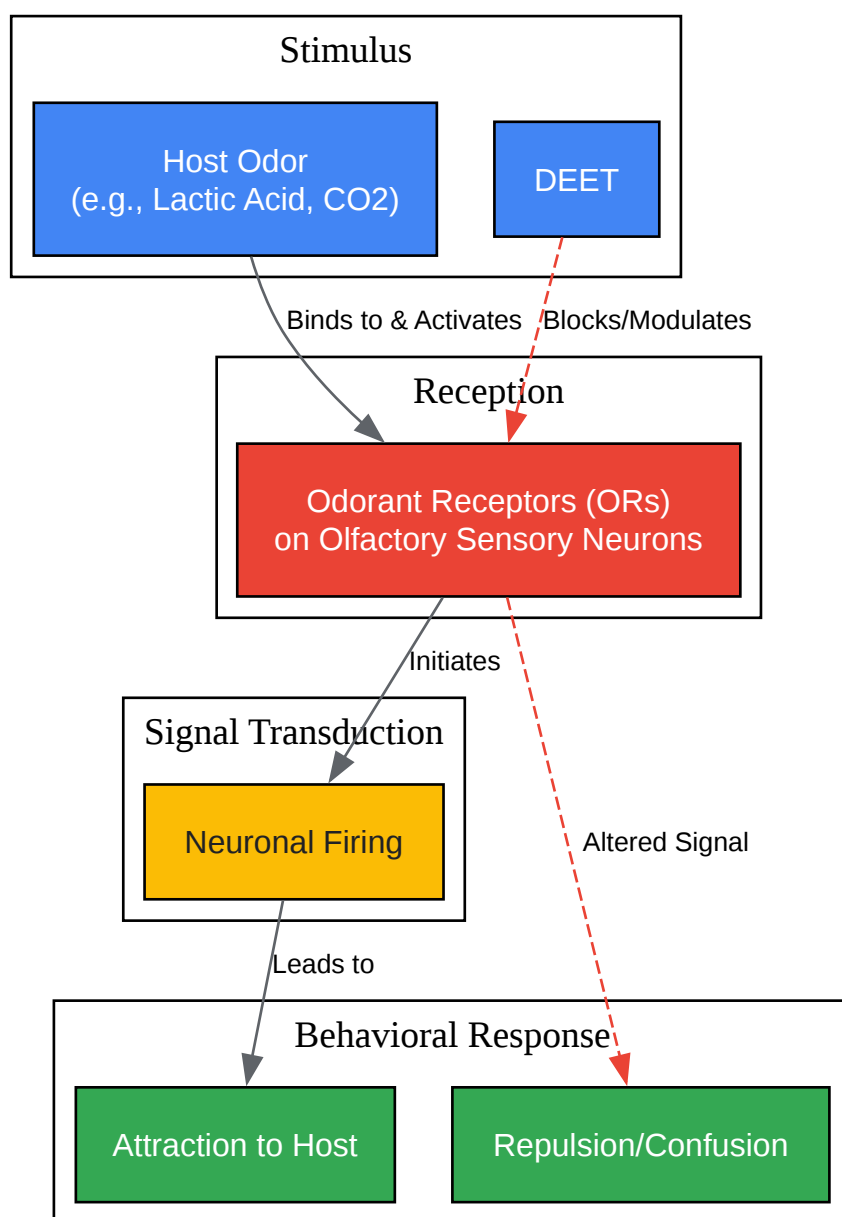 Stimulus
Host Odor
(e.g., Lactic Acid, CO2)
DEET
Binds to & Activates
Blocks/Modulates
Reception
Odorant Receptors (ORs)
on Olfactory Sensory Neurons
Initiates
Signal Transduction
Neuronal Firing
Altered Signal
Leads to
Behavioral Response
Attraction to Host
Repulsion/Confusion